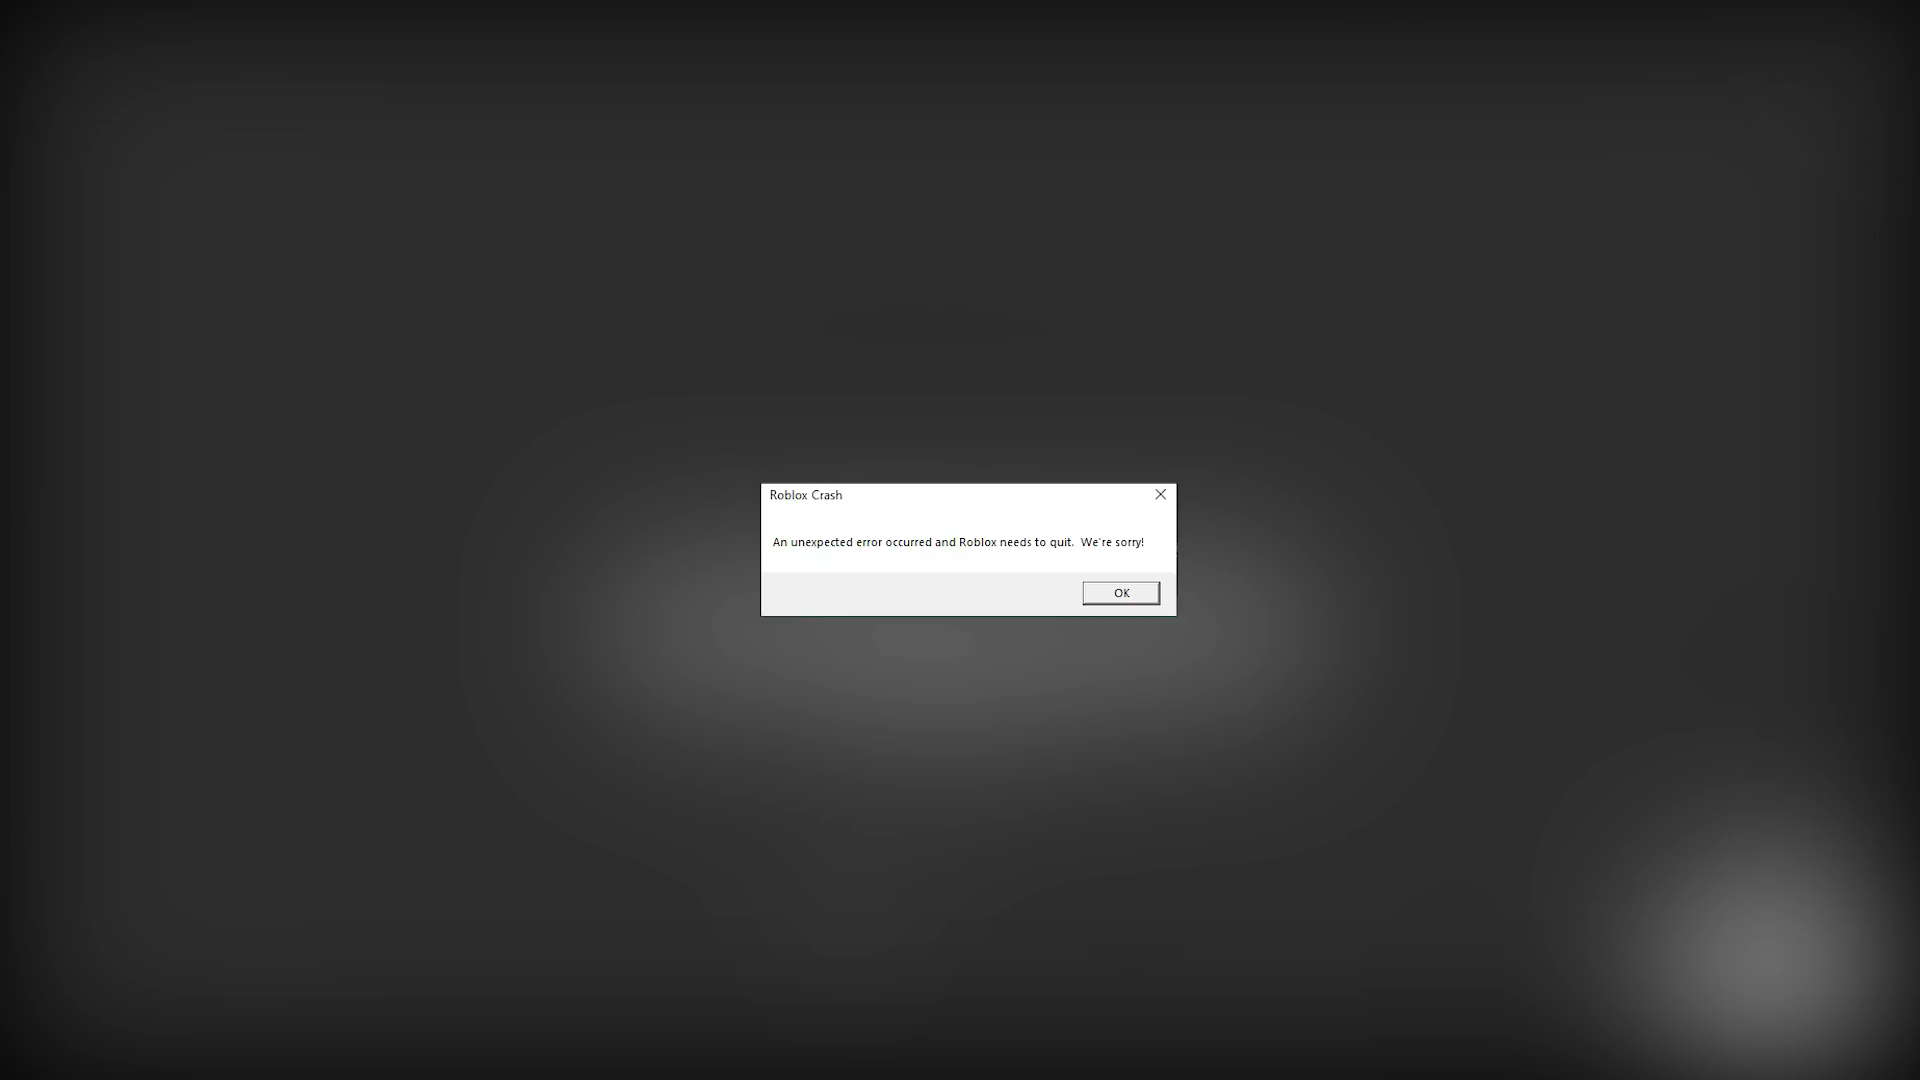 Roblox Crash
An unexpected error occurred and Roblox needs to quit.  We're sorry!
OK